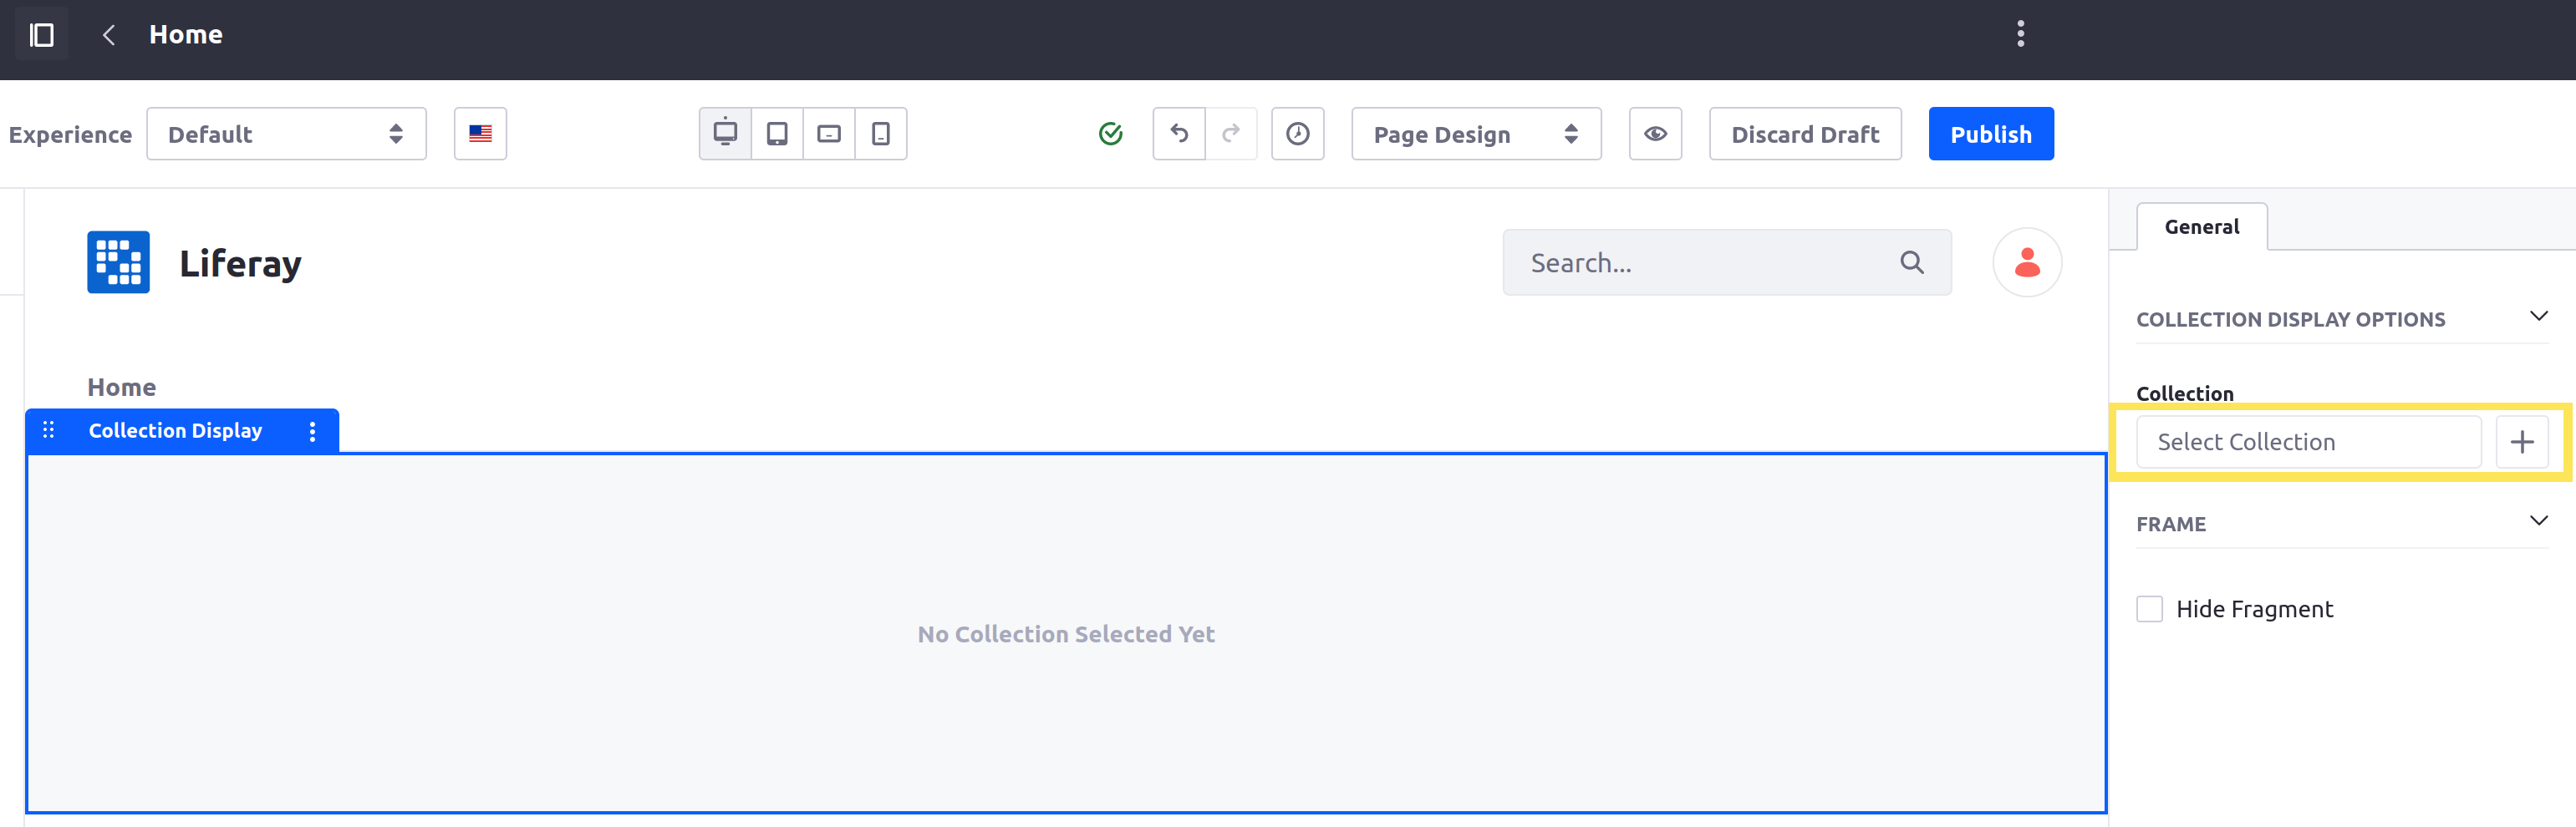 Home
Experience Default Page Design Discard Draft Publish
General
Liferay Search...
COLLECTION DISPLAY OPTIONS
Home
Collection
Collection Display
Select Collection
FRAME
Hide Fragment
No Collection Selected Yet